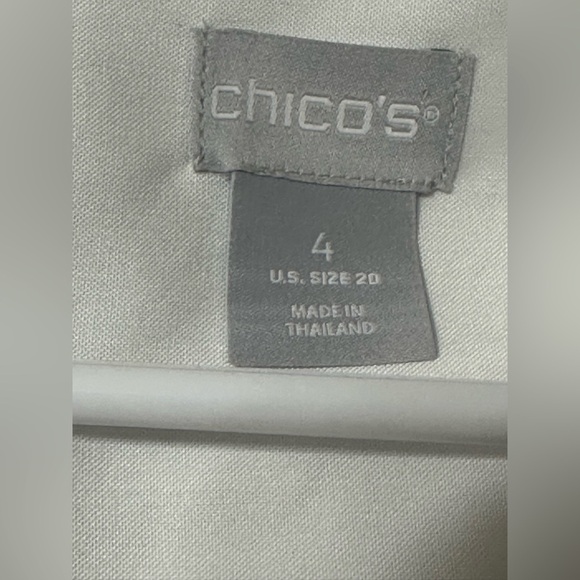 chico's®
4
U.S. SIZE 20
MADE IN
THAILAND